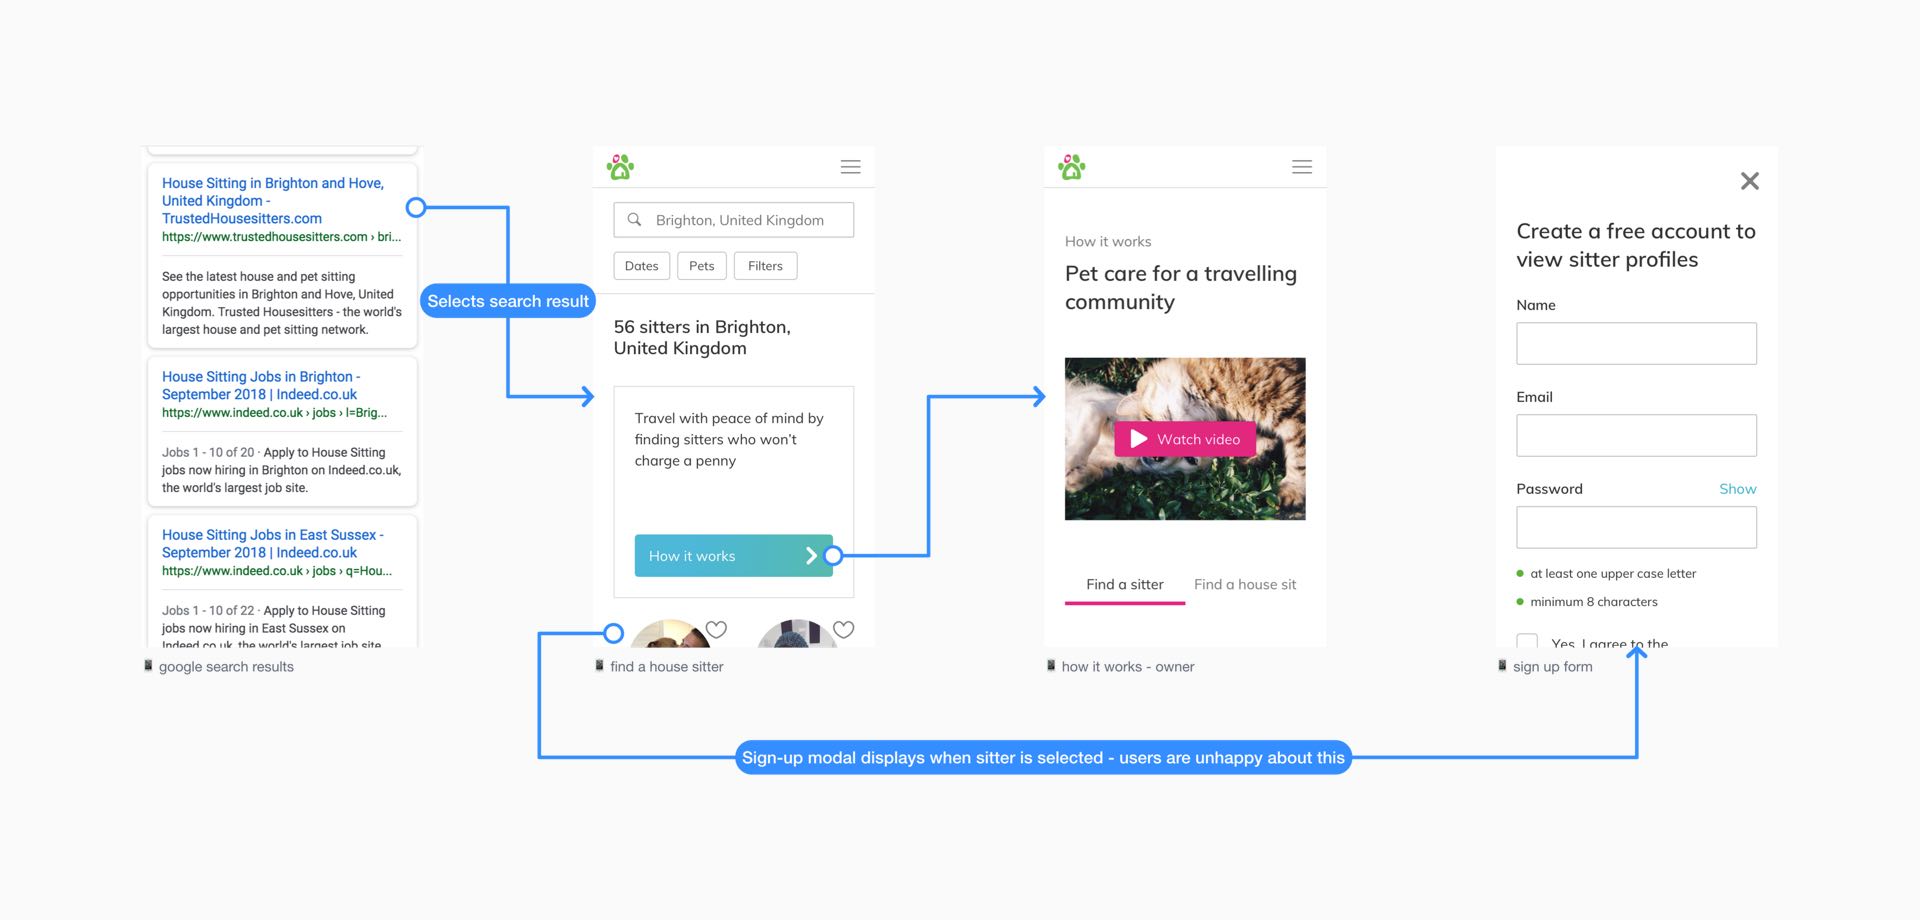 House Sitting in Brighton and Hove,
United Kingdom -
TrustedHousesitters.com
https://www.trustedhousesitters.com › bri...
See the latest house and pet sitting
opportunities in Brighton and Hove, United
Kingdom. Trusted Housesitters - the world's
largest house and pet sitting network.
House Sitting Jobs in Brighton -
September 2018 | Indeed.co.uk
https://www.indeed.co.uk › jobs › l=Brig...
Jobs 1 - 10 of 20 · Apply to House Sitting
jobs now hiring in Brighton on Indeed.co.uk,
the world's largest job site.
House Sitting Jobs in East Sussex -
September 2018 | Indeed.co.uk
https://www.indeed.co.uk › jobs › q=Hou...
Jobs 1 - 10 of 22 · Apply to House Sitting
jobs now hiring in East Sussex on
Indeed.co.uk, the world's largest job site
google search results
Selects search result
Brighton, United Kingdom
Dates
Pets
Filters
56 sitters in Brighton,
United Kingdom
Travel with peace of mind by
finding sitters who won't
charge a penny
How it works
find a house sitter
How it works
Pet care for a travelling
community
Watch video
Find a sitter
Find a house sit
how it works - owner
Create a free account to
view sitter profiles
Name
Email
Password
Show
at least one upper case letter
minimum 8 characters
Yes, I agree to the
sign up form
Sign-up modal displays when sitter is selected - users are unhappy about this